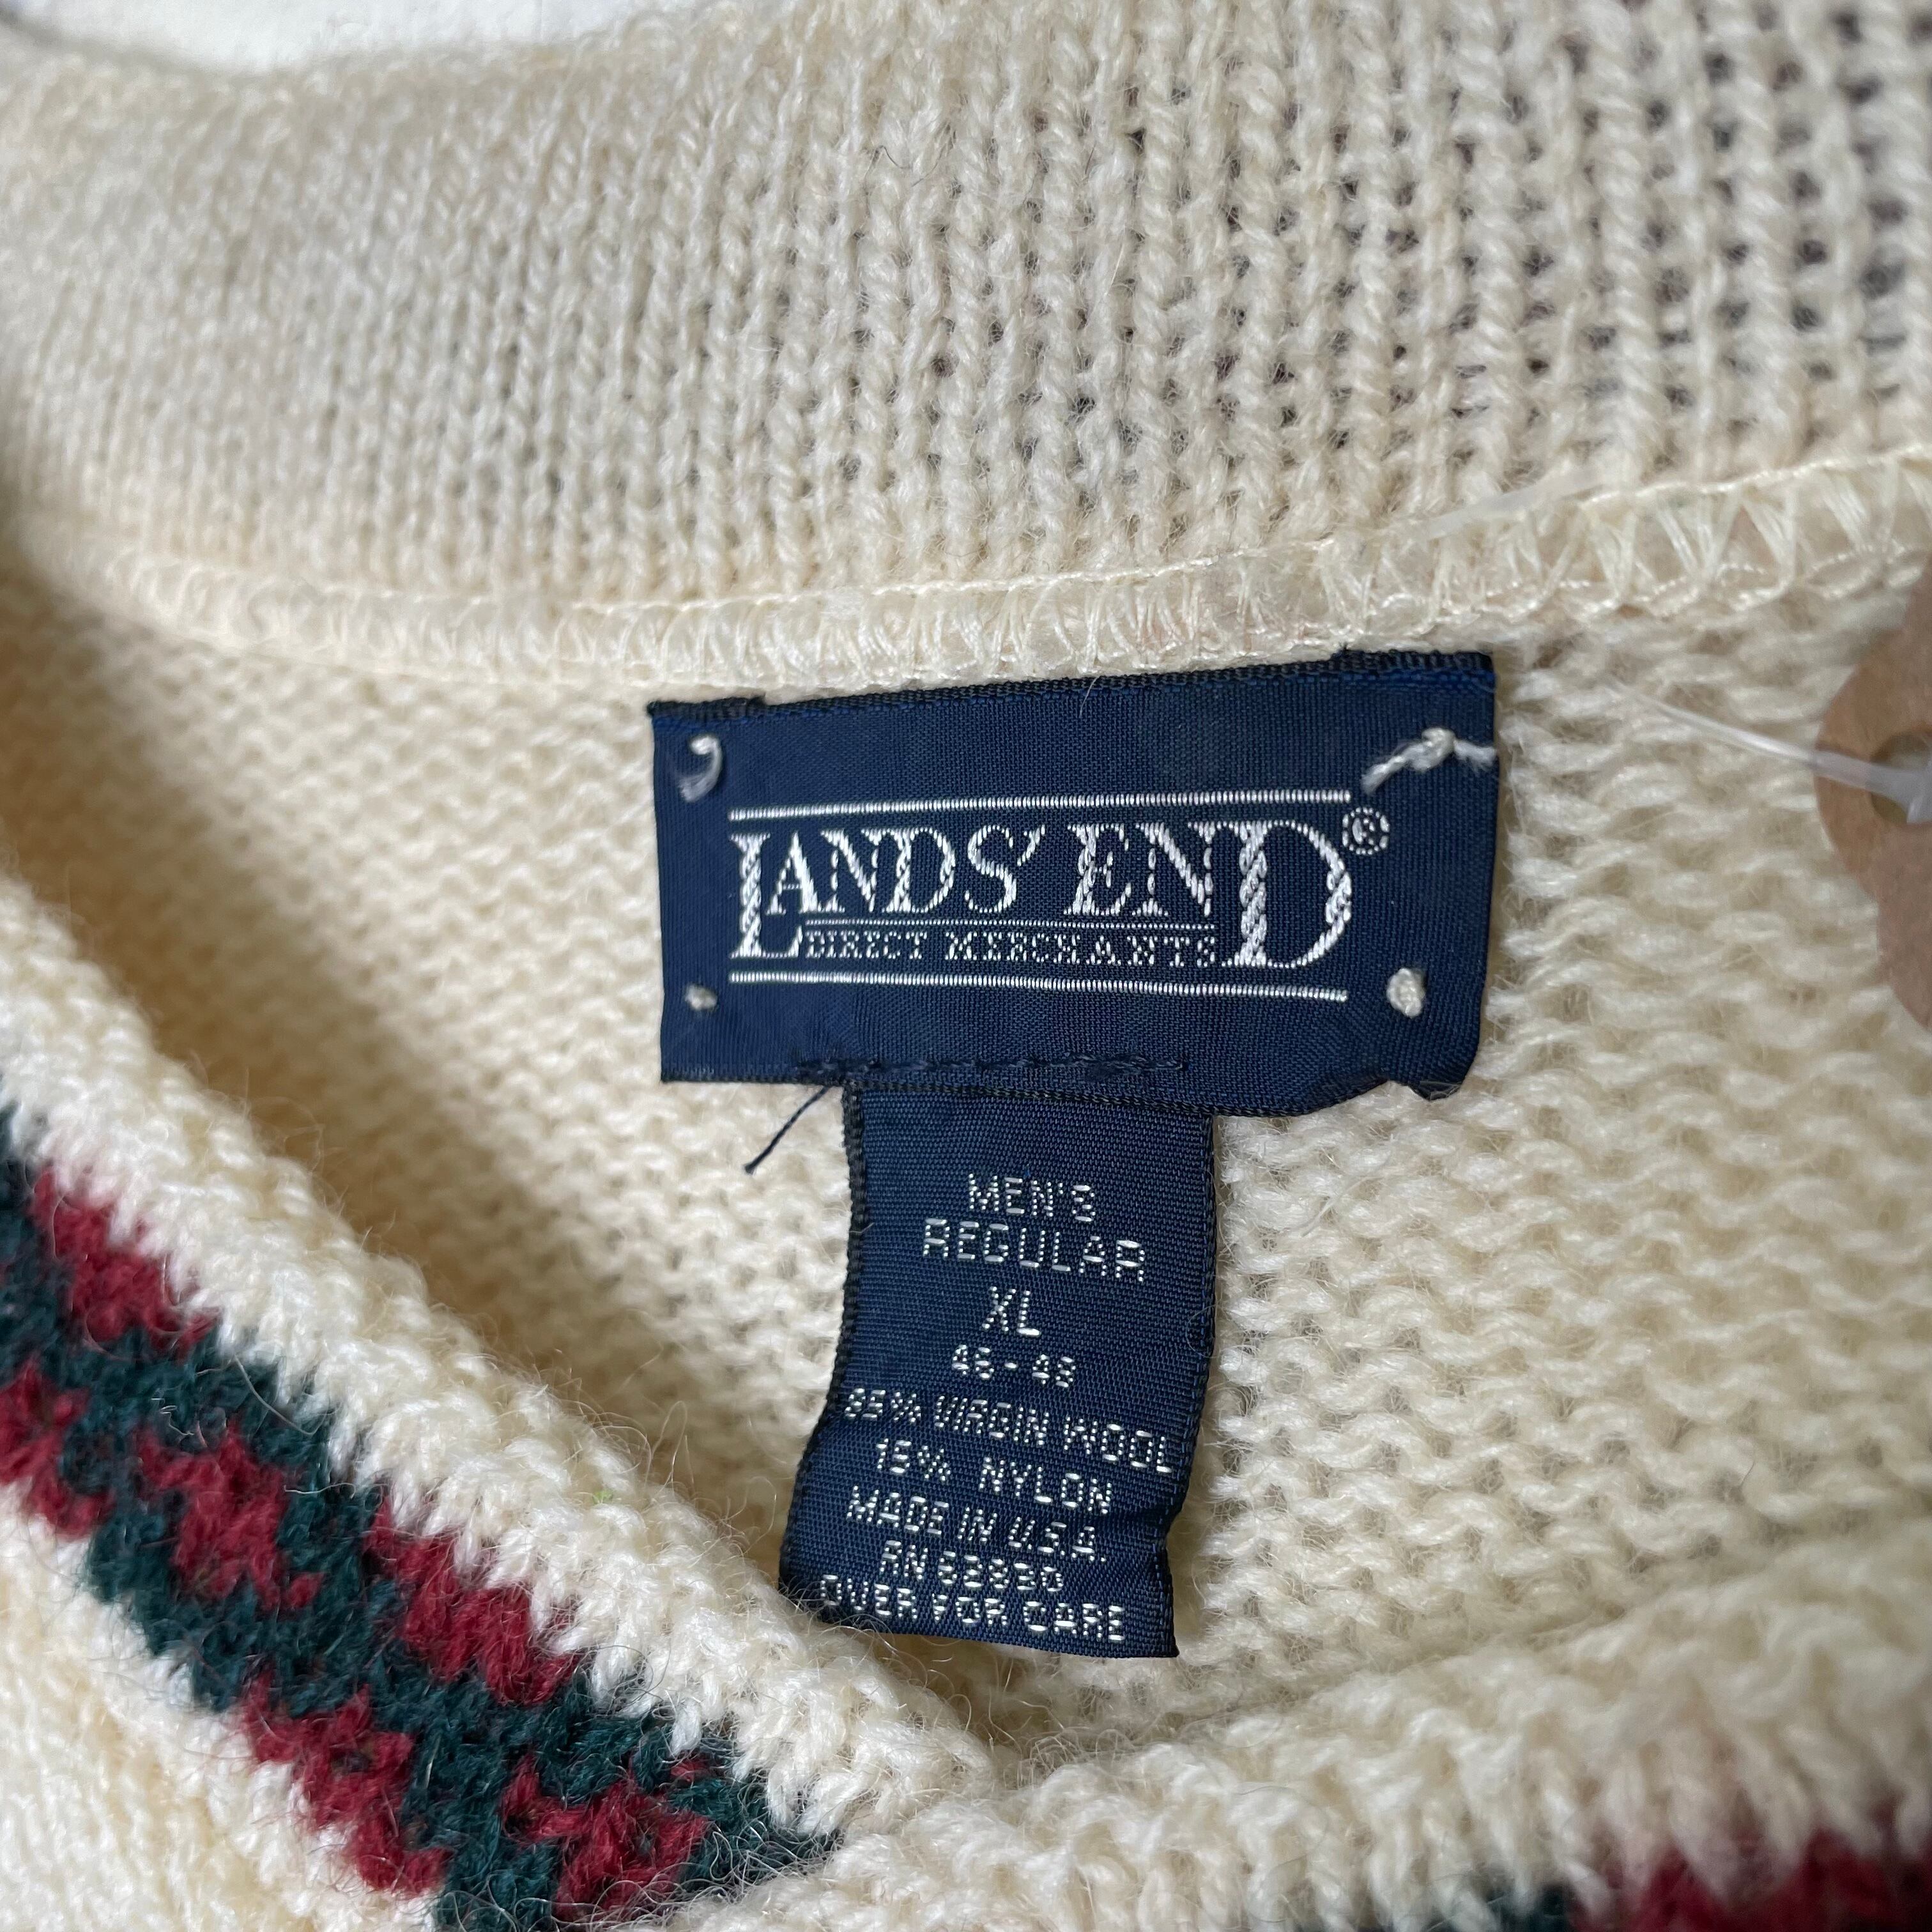 LANDS' END®
DIRECT MERCHANTS
MEN'S
REGULAR
XL
46-48
85% VIRGIN WOOL
15% NYLON
MADE IN U.S.A.
RN 62830
OVER FOR CARE